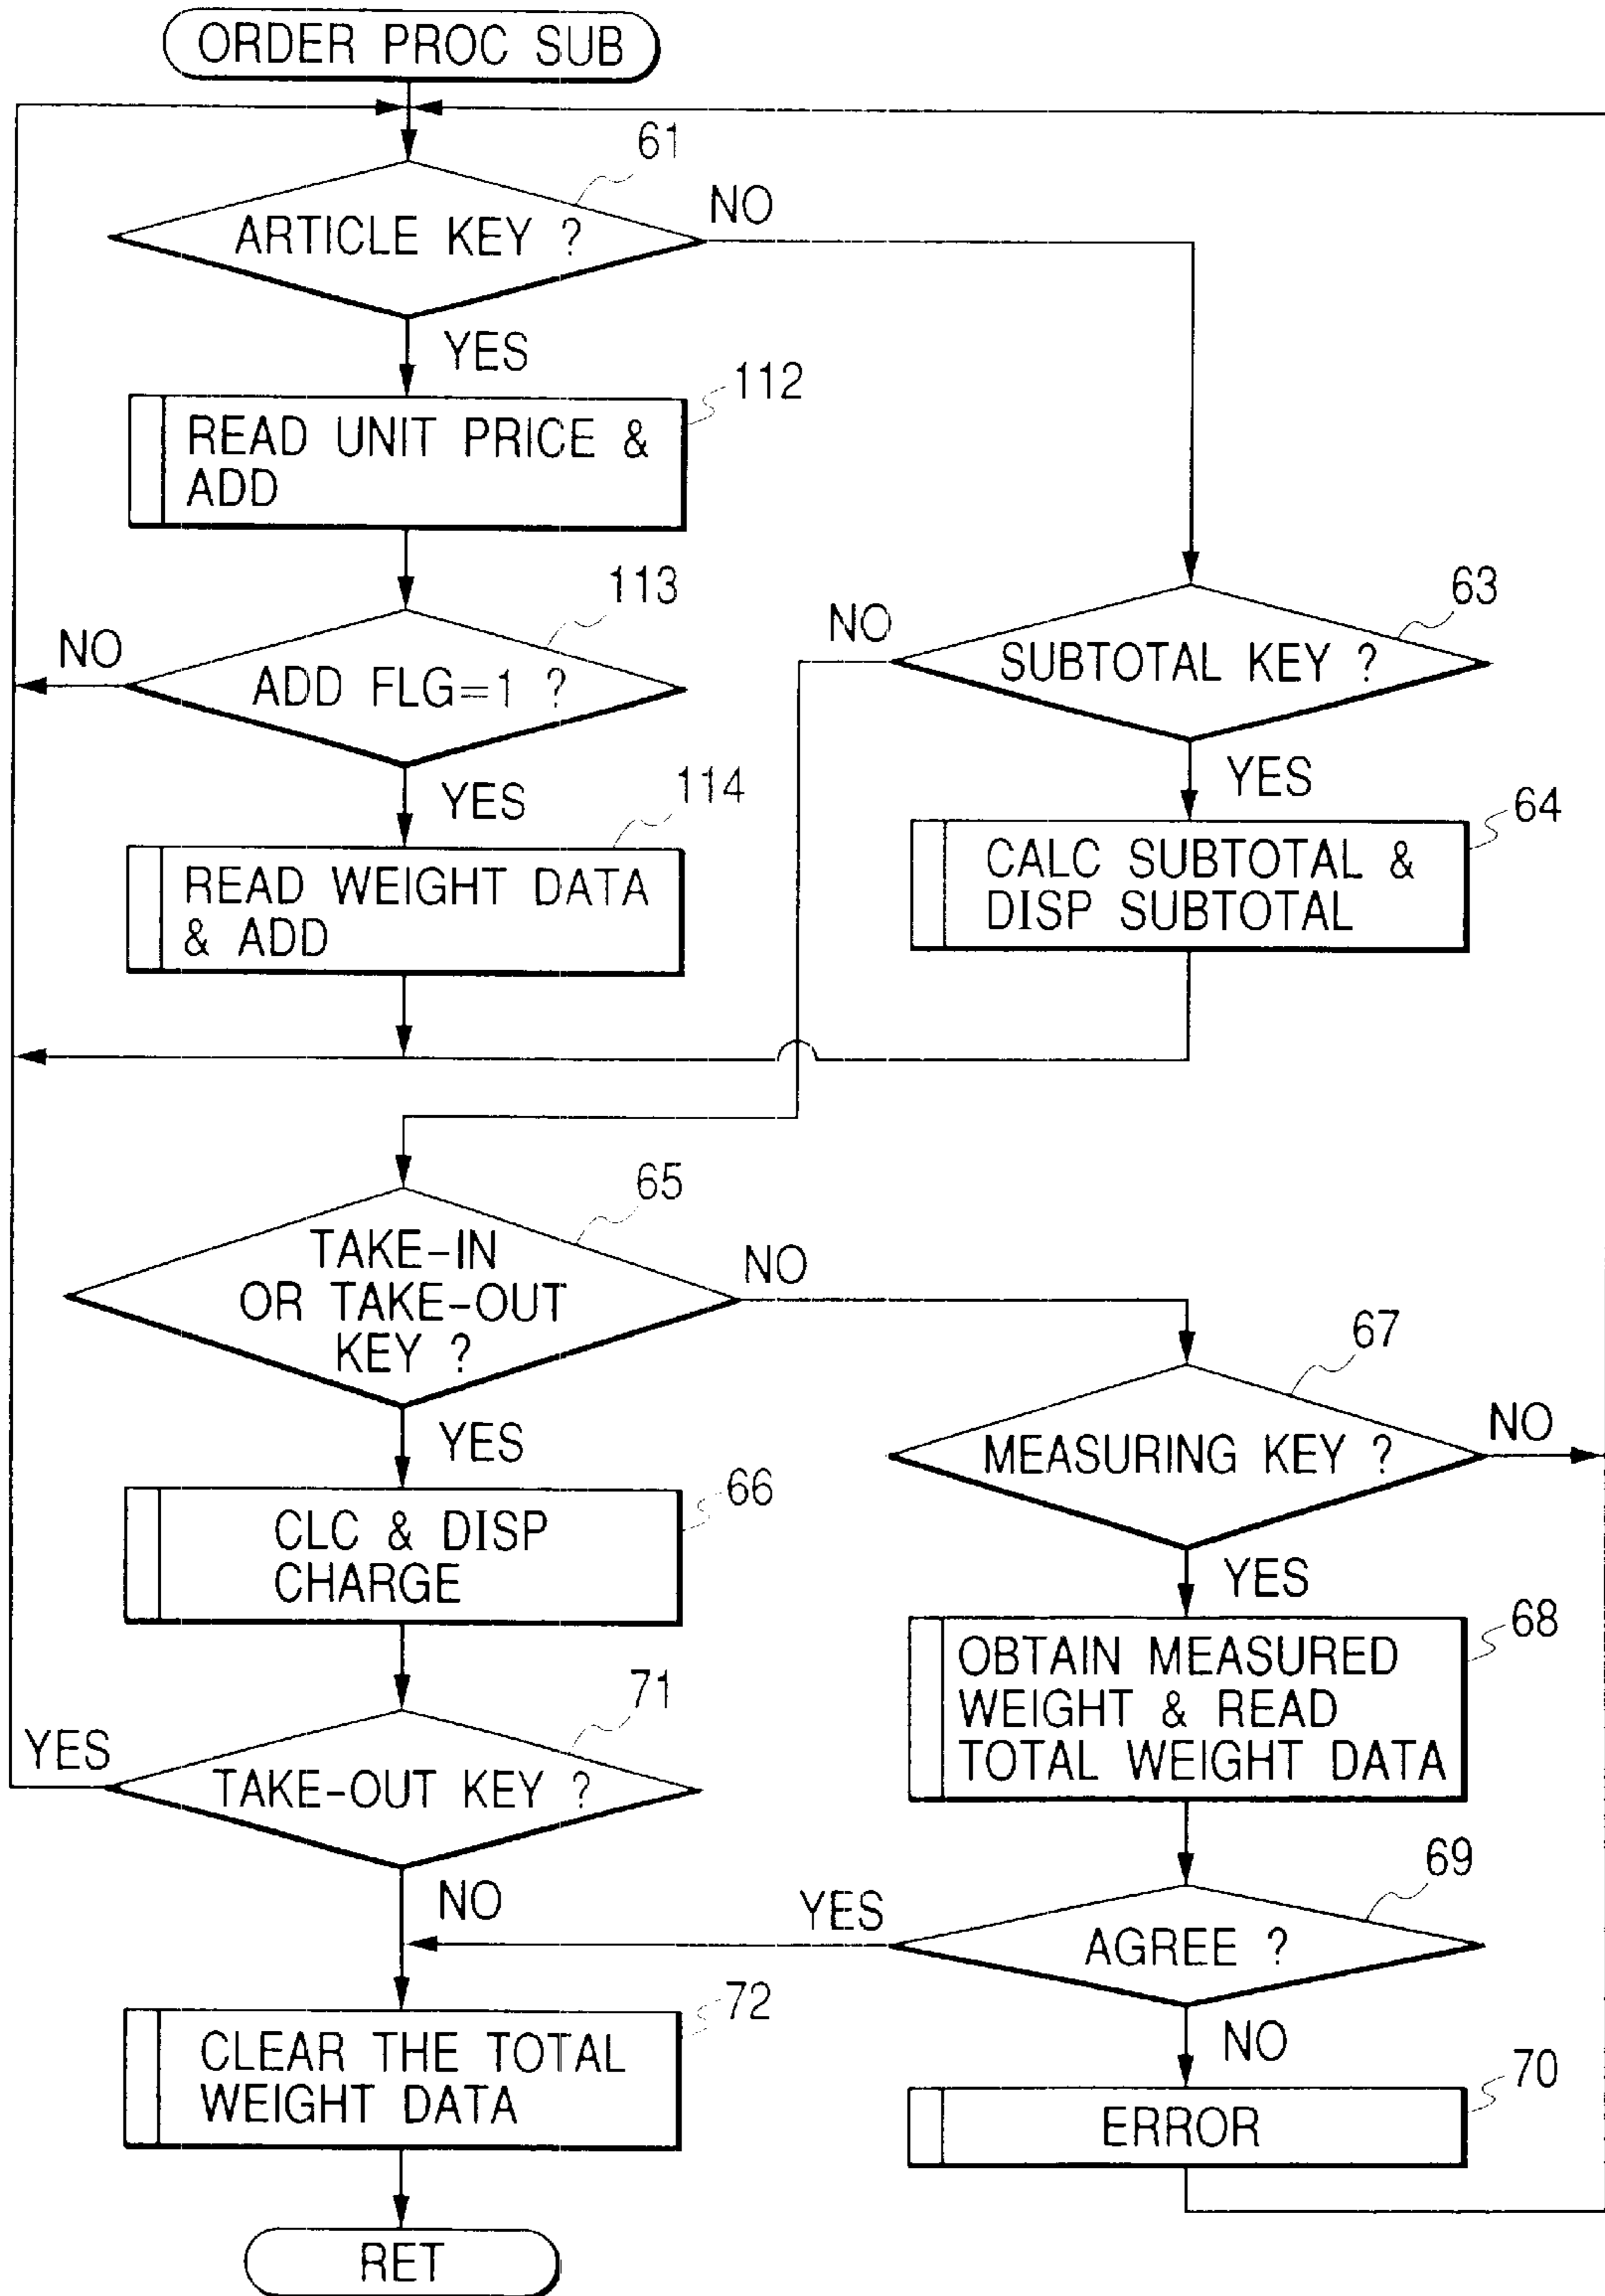 ORDER PROC SUB
61
ARTICLE KEY ?
NO
YES
112
READ UNIT PRICE &
ADD
113
NO
ADD FLG=1 ?
YES
114
READ WEIGHT DATA
& ADD
63
NO
SUBTOTAL KEY ?
YES
64
CALC SUBTOTAL &
DISP SUBTOTAL
65
TAKE-IN
OR TAKE-OUT
KEY ?
NO
YES
66
CLC & DISP
CHARGE
67
MEASURING KEY ?
NO
YES
68
OBTAIN MEASURED
WEIGHT & READ
TOTAL WEIGHT DATA
71
YES
TAKE-OUT KEY ?
NO
69
YES
AGREE ?
NO
70
ERROR
72
CLEAR THE TOTAL
WEIGHT DATA
RET